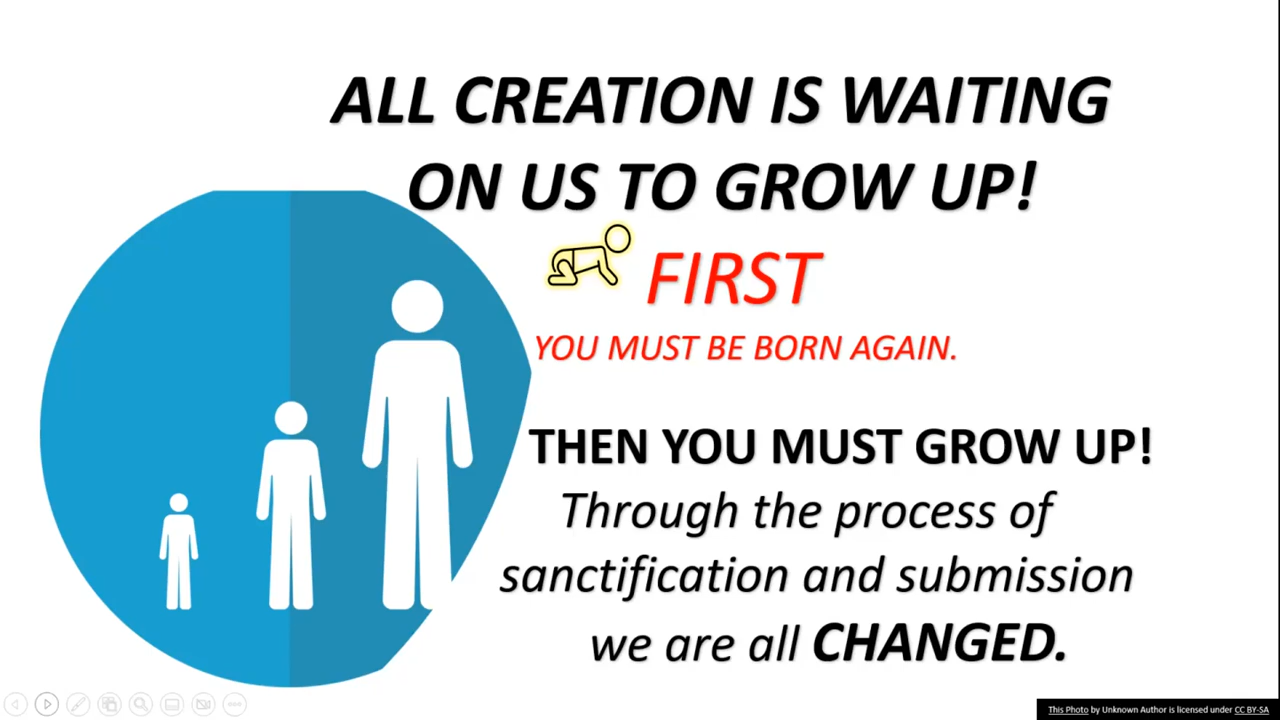 ALL CREATION IS WAITING
ON US TO GROW UP!
FIRST
YOU MUST BE BORN AGAIN.
THEN YOU MUST GROW UP!
Through the process of
sanctification and submission
we are all CHANGED.
This Photo by Unknown Author is licensed under CC BY-SA